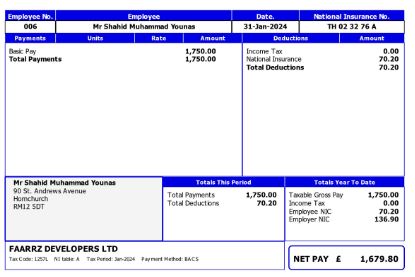 Employee No. Employee Date. National Insurance No.
006 Mr Shahid Muhammad Younas 31-Jan-2024 TH 02 32 76 A
Payments Units Rate Amount Deductions Amount
Basic Pay 1,750.00 Income Tax 0.00
Total Payments 1,750.00 National Insurance 70.20
Total Deductions 70.20
Mr Shahid Muhammad Younas
90 St. Andrews Avenue
Hornchurch
RM12 5DT
Totals This Period
Total Payments 1,750.00
Total Deductions 70.20
Totals Year To Date
Taxable Gross Pay 1,750.00
Income Tax 0.00
Employee NIC 70.20
Employer NIC 136.90
FAARRZ DEVELOPERS LTD
Tax Code: 1257L NI table: A Tax Period: Jan-2024 Payment Method: BACS
NET PAY £ 1,679.80